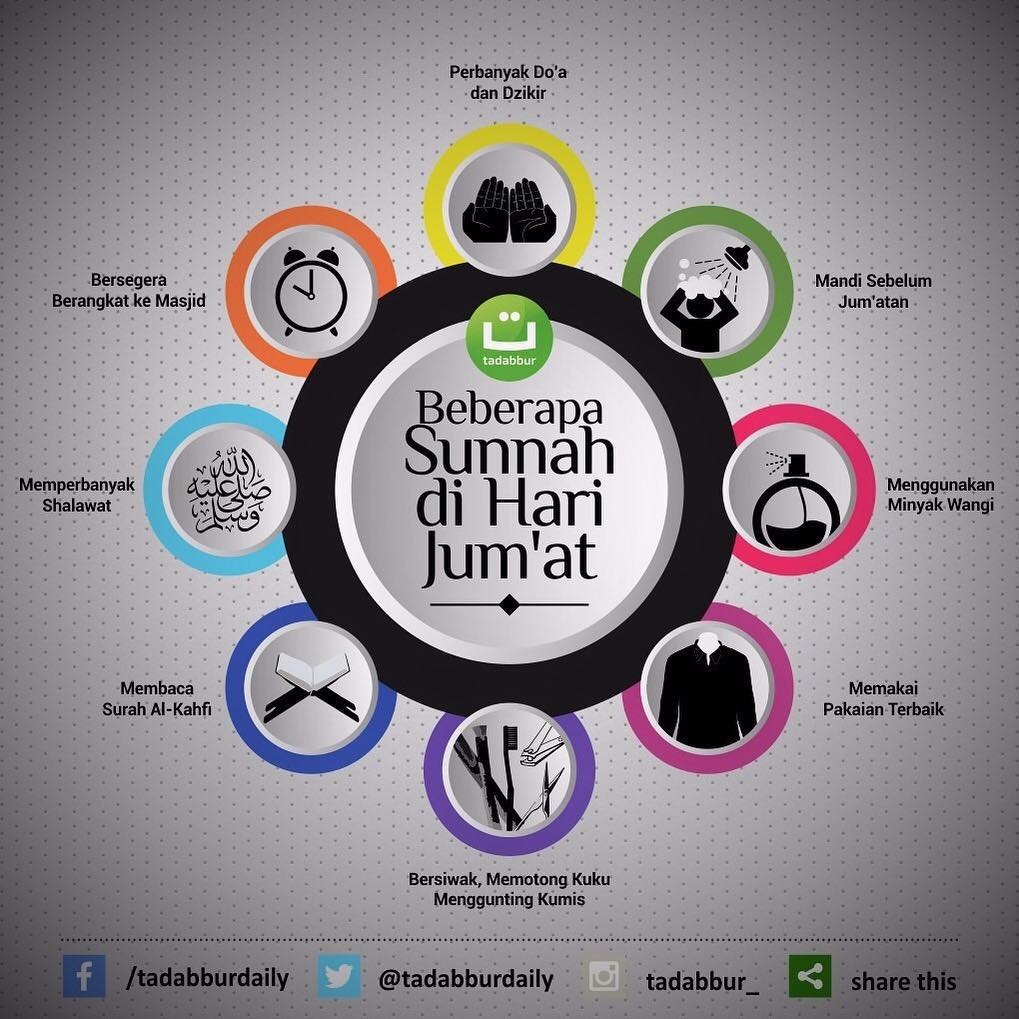 Perbanyak Do'a
dan Dzikir
Bersegera
Berangkat ke Masjid
Mandi Sebelum
Jum'atan
ت
tadabbur
Beberapa
Sunnah
di Hari
Jum'at
Memperbanyak
Shalawat
الله
صلى
عليه
وسلم
Menggunakan
Minyak Wangi
Membaca
Surah Al-Kahfi
Memakai
Pakaian Terbaik
Bersiwak, Memotong Kuku
Menggunting Kumis
/tadabburdaily
@tadabburdaily
tadabbur_
share this